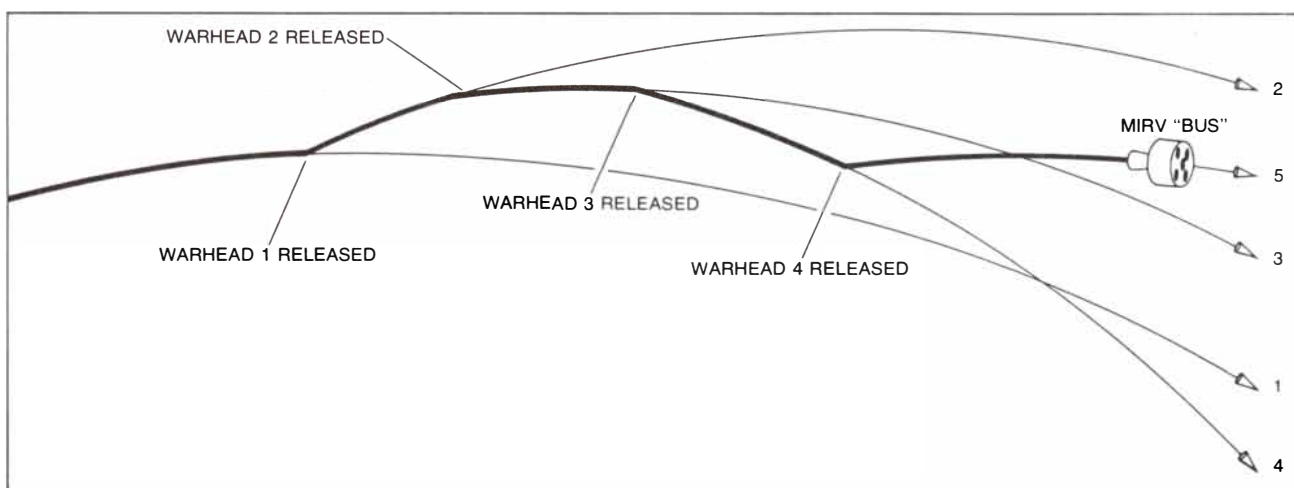 WARHEAD 2 RELEASED
2
MIRV “BUS”
5
WARHEAD 3 RELEASED
WARHEAD 1 RELEASED
WARHEAD 4 RELEASED
3
1
4